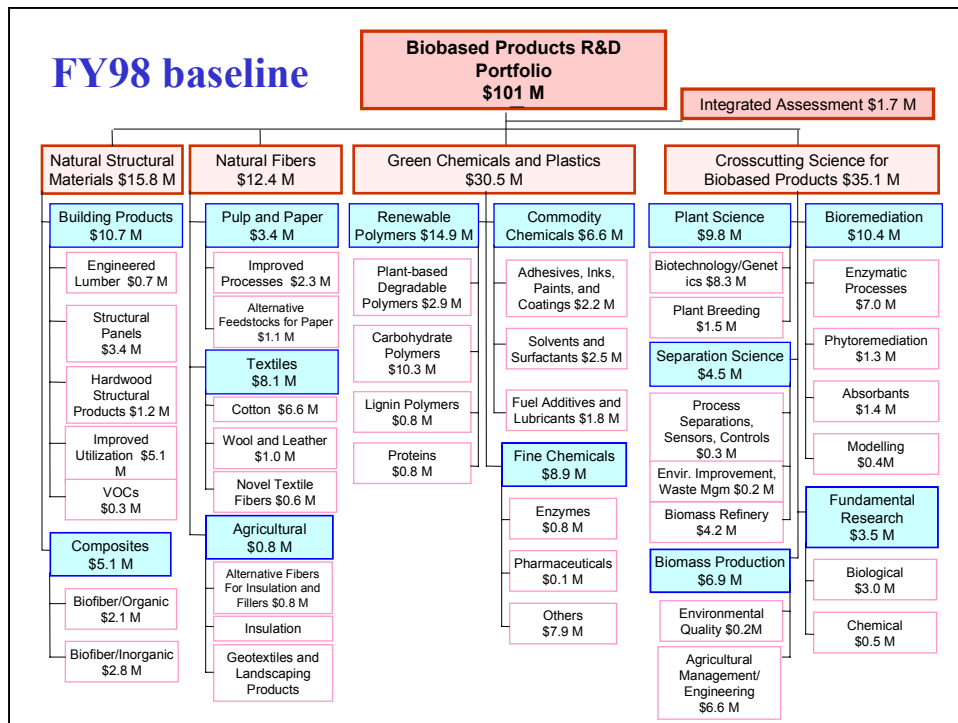 FY98 baseline
Biobased Products R&D
Portfolio
$101 M
Integrated Assessment $1.7 M
Natural Structural
Materials $15.8 M
Building Products
$10.7 M
Engineered
Lumber $0.7 M
Structural
Panels
$3.4 M
Hardwood
Structural
Products $1.2 M
Improved
Utilization $5.1
M
VOCs
$0.3 M
Composites
$5.1 M
Biofiber/Organic
$2.1 M
Biofiber/Inorganic
$2.8 M
Natural Fibers
$12.4 M
Pulp and Paper
$3.4 M
Improved
Processes $2.3 M
Alternative
Feedstocks for Paper
$1.1 M
Textiles
$8.1 M
Cotton $6.6 M
Wool and Leather
$1.0 M
Novel Textile
Fibers $0.6 M
Agricultural
$0.8 M
Alternative Fibers
For Insulation and
Fillers $0.8 M
Insulation
Geotextiles and
Landscaping
Products
Green Chemicals and Plastics
$30.5 M
Renewable
Polymers $14.9 M
Plant-based
Degradable
Polymers $2.9 M
Carbohydrate
Polymers
$10.3 M
Lignin Polymers
$0.8 M
Proteins
$0.8 M
Commodity
Chemicals $6.6 M
Adhesives, Inks,
Paints, and
Coatings $2.2 M
Solvents and
Surfactants $2.5 M
Fuel Additives and
Lubricants $1.8 M
Fine Chemicals
$8.9 M
Enzymes
$0.8 M
Pharmaceuticals
$0.1 M
Others
$7.9 M
Crosscutting Science for
Biobased Products $35.1 M
Plant Science
$9.8 M
Biotechnology/Genet
ics $8.3 M
Plant Breeding
$1.5 M
Separation Science
$4.5 M
Process
Separations,
Sensors, Controls
$0.3 M
Envir. Improvement,
Waste Mgm $0.2 M
Biomass Refinery
$4.2 M
Biomass Production
$6.9 M
Environmental
Quality $0.2M
Agricultural
Management/
Engineering
$6.6 M
Bioremediation
$10.4 M
Enzymatic
Processes
$7.0 M
Phytoremediation
$1.3 M
Absorbants
$1.4 M
Modelling
$0.4M
Fundamental
Research
$3.5 M
Biological
$3.0 M
Chemical
$0.5 M